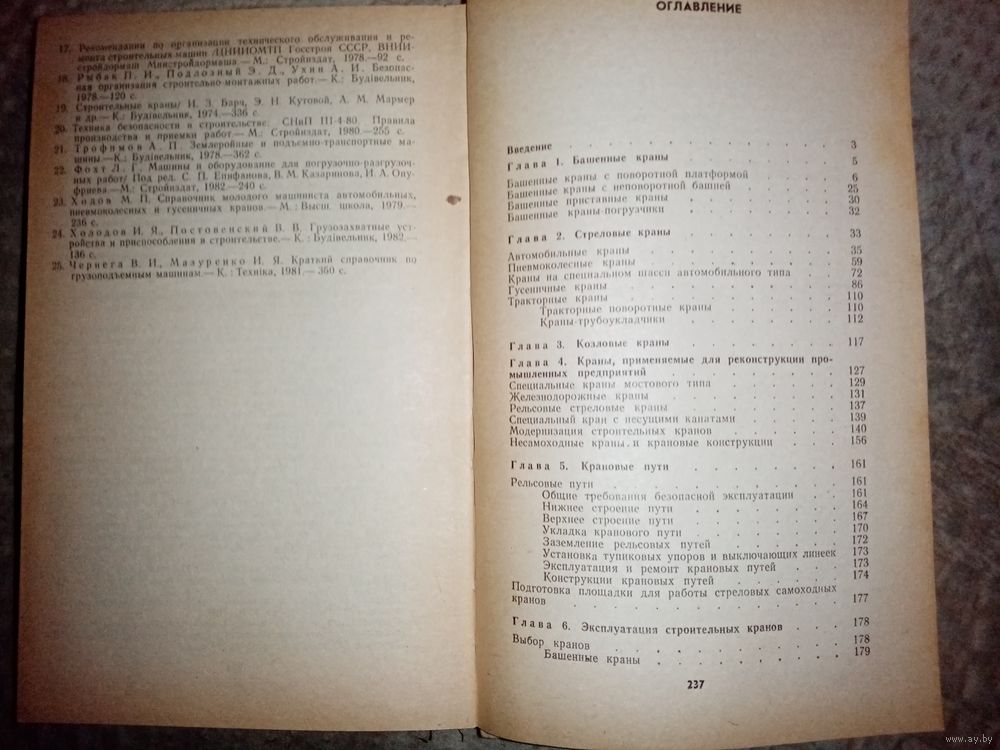 17. Рекомендации по организации технического обслуживания и ре-
монта строительных машин /ЦНИИОМТП Госстроя СССР, ВНИИ-
стройдормаш Минстройдормаша.— М.: Стройиздат, 1978.—92 с.
18. Рыбак Л. И., Подлозный Э. Д., Ухин А. И. Безопас-
ная организация строительно-монтажных работ.— К.: Будівельник,
1978.—120 с.
19. Строительные краны/ И. З. Барч, Э. Н. Кутовой, А. М. Мармер
и др.— К.: Будівельник, 1974.—336 с.
20. Техника безопасности в строительстве. СНиП III-4-80. Правила
производства и приемки работ.— М.: Стройиздат, 1980.—255 с.
21. Трофимов А. П. Землеройные и подъемно-транспортные ма-
шины.—К.: Будівельник, 1978.—362 с.
22. Фохт Л. Г. Машины и оборудование для погрузочно-разгрузоч-
ных работ/ Под ред. С. П. Епифанова, В. М. Казаринова, И. А. Ону-
фриева.—М.: Стройиздат, 1982.—240 с.
23. Ходов М. П. Справочник молодого машиниста автомобильных,
пневмоколесных и гусеничных кранов.— М.: Высш. школа, 1979.—
236 с.
24. Холодов И. Я., Постовенский В. В. Грузозахватные уст-
ройства и приспособления в строительстве.— К.: Будівельник, 1982.—
136 с.
25. Чернега В. И., Мазуренко И. Я. Краткий справочник по
грузоподъемным машинам.— К.: Техніка, 1981.— 360 с.
ОГЛАВЛЕНИЕ
Введение 3
Глава 1. Башенные краны 5
Башенные краны с поворотной платформой 6
Башенные краны с неповоротной башней 25
Башенные приставные краны 30
Башенные краны-погрузчики 32
Глава 2. Стреловые краны 33
Автомобильные краны 35
Пневмоколесные краны 59
Краны на специальном шасси автомобильного типа 72
Гусеничные краны 86
Тракторные краны 110
Тракторные поворотные краны 110
Краны-трубоукладчики 112
Глава 3. Козловые краны 117
Глава 4. Краны, применяемые для реконструкции про-
мышленных предприятий 127
Специальные краны мостового типа 129
Железнодорожные краны 131
Рельсовые стреловые краны 137
Специальный кран с несущими канатами 139
Модернизация строительных кранов 140
Несамоходные краны и крановые конструкции 156
Глава 5. Крановые пути 161
Рельсовые пути 161
Общие требования безопасной эксплуатации 161
Нижнее строение пути 164
Верхнее строение пути 167
Укладка кранового пути 170
Заземление рельсовых путей 172
Установка тупиковых упоров и выключающих линеек 173
Эксплуатация и ремонт крановых путей 173
Конструкции крановых путей 174
Подготовка площадки для работы стреловых самоходных
кранов 177
Глава 6. Эксплуатация строительных кранов 178
Выбор кранов 178
Башенные краны 179
237
www.ay.by